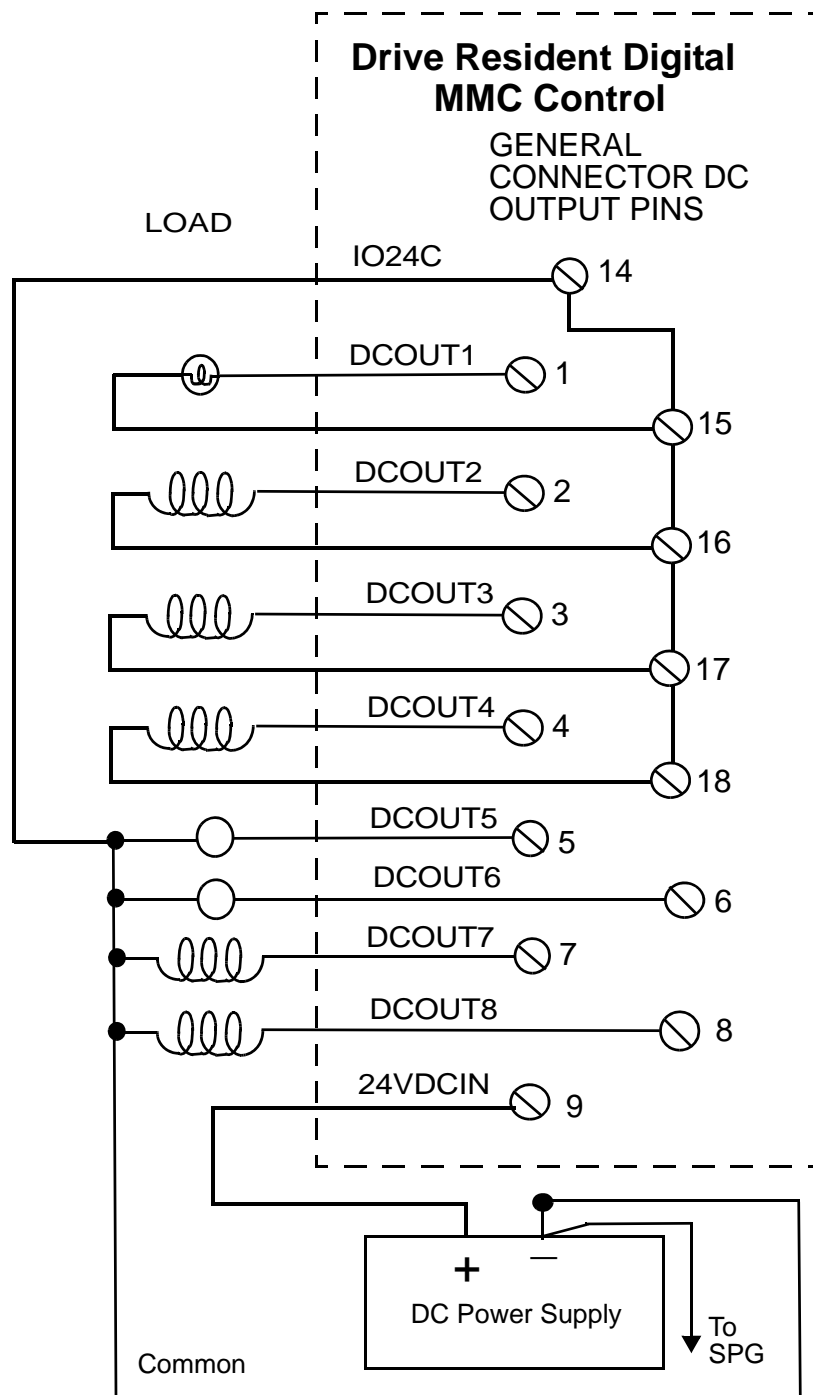 Drive Resident Digital
MMC Control
GENERAL
CONNECTOR DC
OUTPUT PINS
LOAD
IO24C
14
DCOUT1
1
15
DCOUT2
2
16
DCOUT3
3
17
DCOUT4
4
18
DCOUT5
5
DCOUT6
6
DCOUT7
7
DCOUT8
8
24VDCIN
9
+ —
DC Power Supply
To
SPG
Common